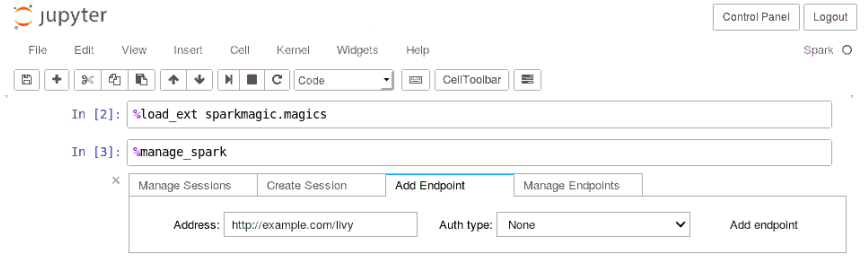 jupyter
Control Panel Logout
File Edit View Insert Cell Kernel Widgets Help Spark
Code CellToolbar
In [2]: %load_ext sparkmagic.magics
In [3]: %manage_spark
× Manage Sessions Create Session Add Endpoint Manage Endpoints
Address: http://example.com/livy Auth type: None Add endpoint